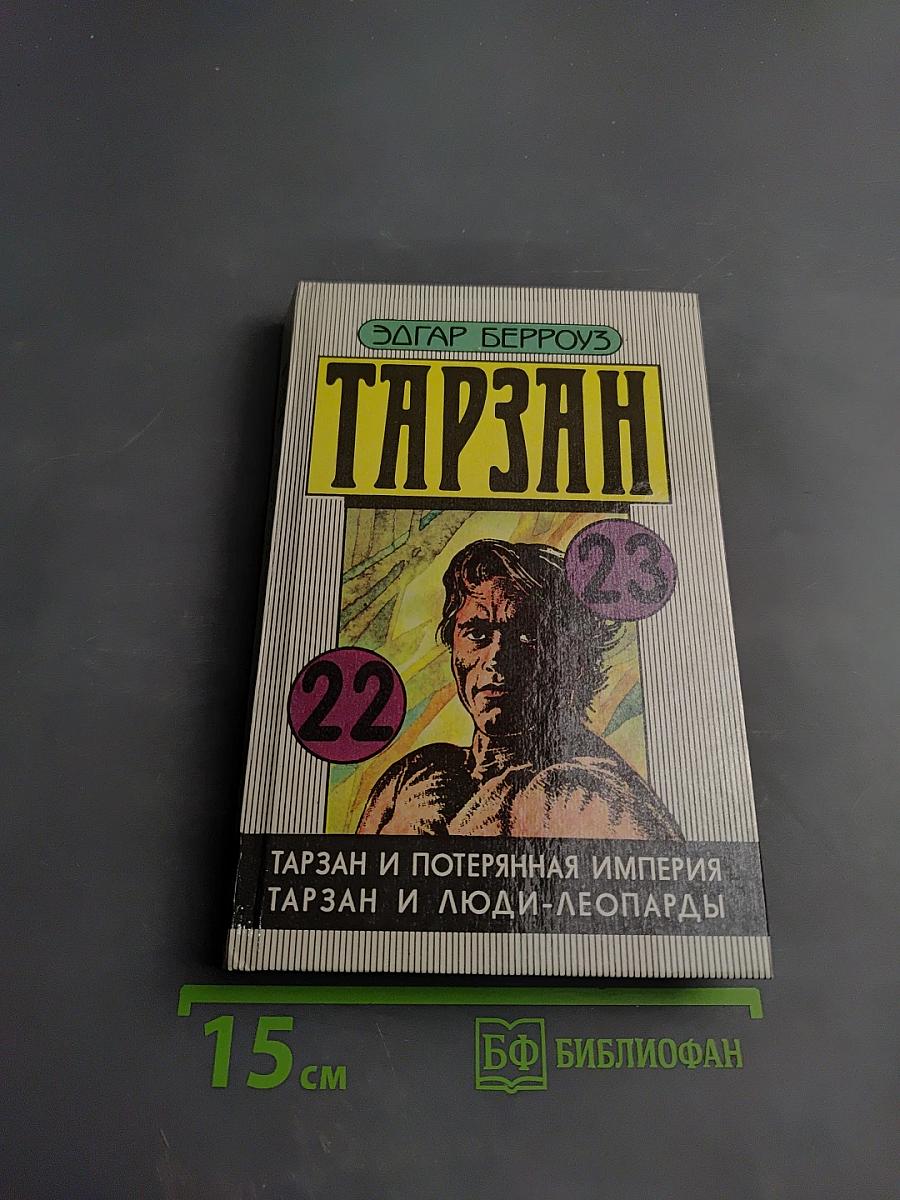 ЭДГАР БЕРРОУЗ
ТАРЗАН
23
22
ТАРЗАН И ПОТЕРЯННАЯ ИМПЕРИЯ
ТАРЗАН И ЛЮДИ-ЛЕОПАРДЫ
15 см
БФ БИБЛИОФАН